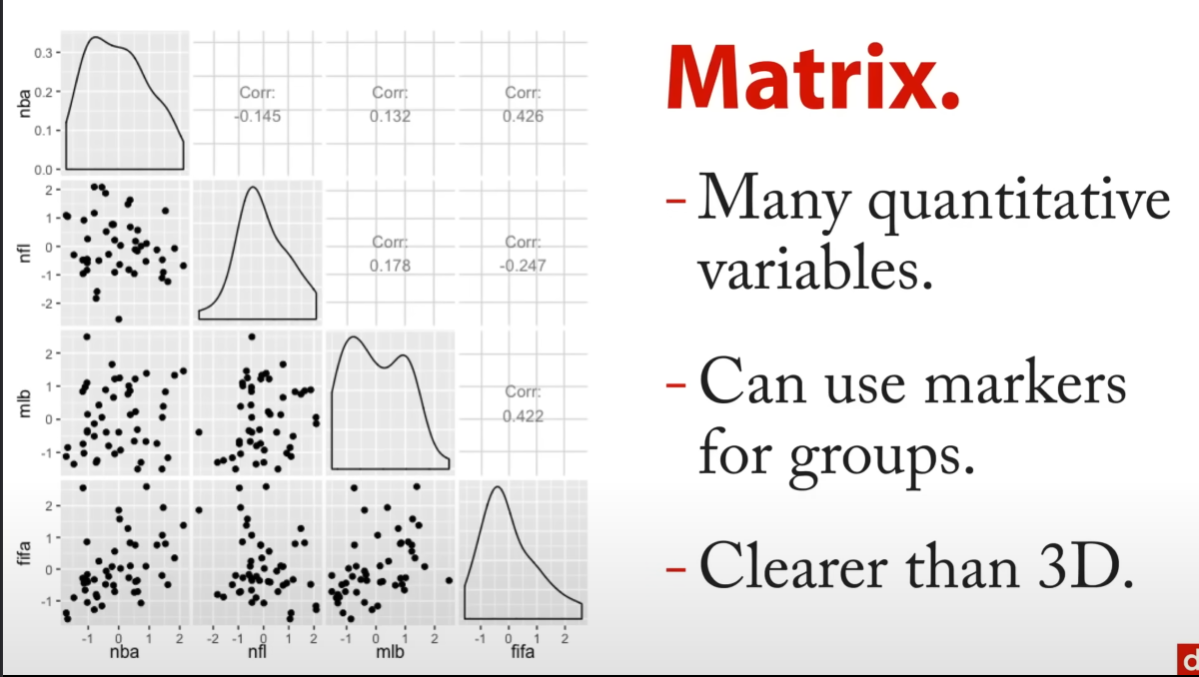 Matrix.
- Many quantitative
variables.
- Can use markers
for groups.
- Clearer than 3D.
nba
0.3
0.2
0.1
0.0
Corr:
-0.145
Corr:
0.132
Corr:
0.426
nfl
2
1
0
-1
-2
Corr:
0.178
Corr:
-0.247
mlb
2
1
0
-1
Corr:
0.422
fifa
2
1
0
-1
-1 0 1 2
nba
-2 -1 0 1 2
nfl
-1 0 1 2
mlb
-1 0 1 2
fifa
d